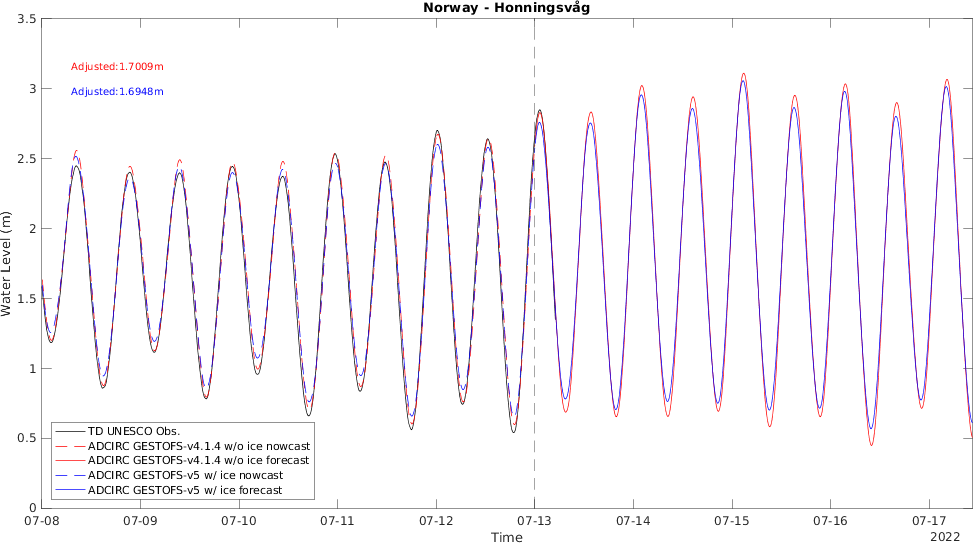 Norway - Honningsvåg
3.5
Adjusted:1.7009m
3
Adjusted:1.6948m
2.5
2
Water Level (m)
1.5
1
0.5
TD UNESCO Obs.
ADCIRC GESTOFS-v4.1.4 w/o ice nowcast
ADCIRC GESTOFS-v4.1.4 w/o ice forecast
ADCIRC GESTOFS-v5 w/ ice nowcast
ADCIRC GESTOFS-v5 w/ ice forecast
0
07-08 07-09 07-10 07-11 07-12 07-13 07-14 07-15 07-16 07-17
Time 2022